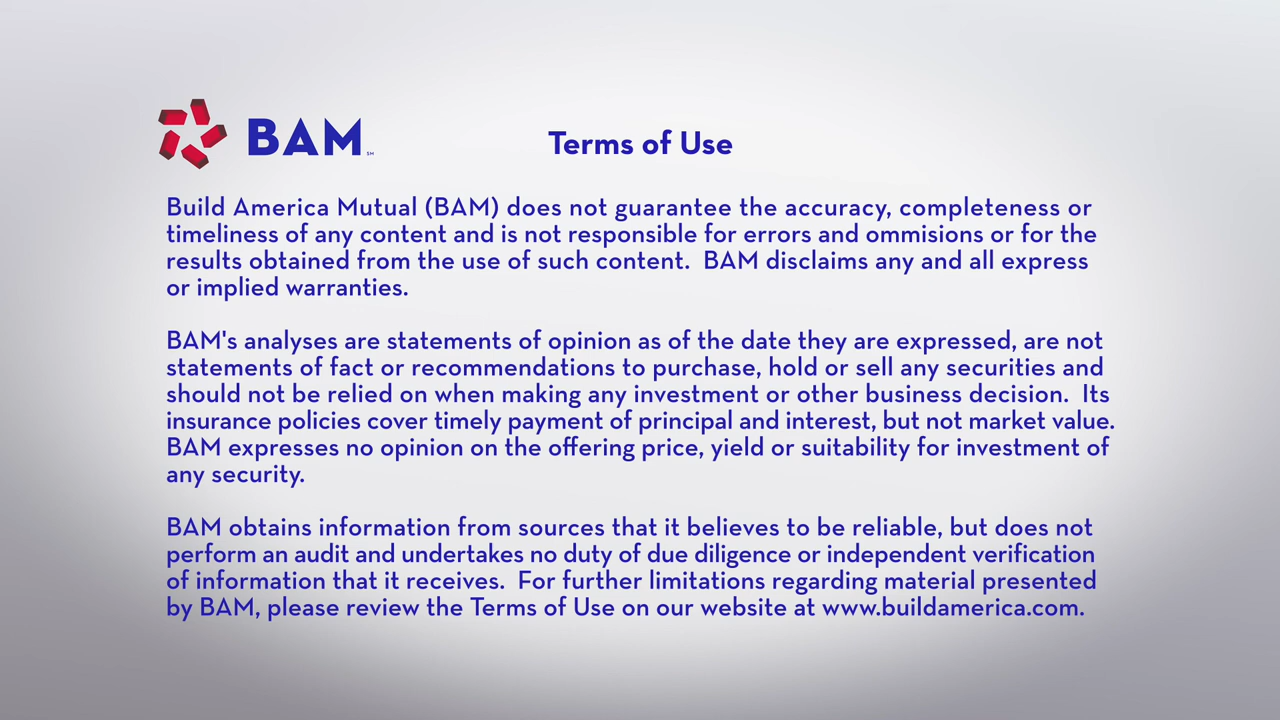 BAM SM
Terms of Use
Build America Mutual (BAM) does not guarantee the accuracy, completeness or
timeliness of any content and is not responsible for errors and ommisions or for the
results obtained from the use of such content.  BAM disclaims any and all express
or implied warranties.
BAM's analyses are statements of opinion as of the date they are expressed, are not
statements of fact or recommendations to purchase, hold or sell any securities and
should not be relied on when making any investment or other business decision.  Its
insurance policies cover timely payment of principal and interest, but not market value.
BAM expresses no opinion on the offering price, yield or suitability for investment of
any security.
BAM obtains information from sources that it believes to be reliable, but does not
perform an audit and undertakes no duty of due diligence or independent verification
of information that it receives.  For further limitations regarding material presented
by BAM, please review the Terms of Use on our website at www.buildamerica.com.